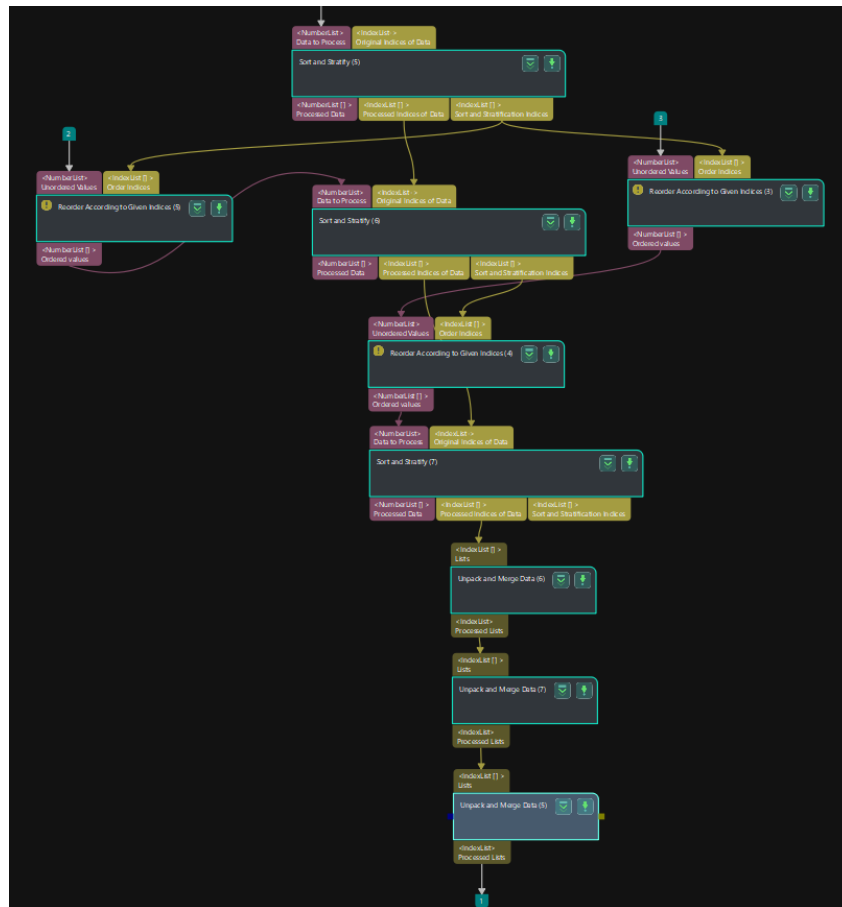 <NumberList> <IndexList>
Data to Process Original Indices of Data
Sort and Stratify (5)
<NumberList [] > <IndexList [] > <IndexList [] >
Processed Data Processed Indices of Data Sort and Stratification Indices
2
3
<NumberList> <IndexList [] >
Unordered Values Order Indices
Reorder According to Given Indices (5)
<NumberList [] >
Ordered values
<NumberList> <IndexList>
Data to Process Original Indices of Data
Sort and Stratify (6)
<NumberList [] > <IndexList [] > <IndexList [] >
Processed Data Processed Indices of Data Sort and Stratification Indices
<NumberList> <IndexList [] >
Unordered Values Order Indices
Reorder According to Given Indices (3)
<NumberList [] >
Ordered values
<NumberList> <IndexList [] >
Unordered Values Order Indices
Reorder According to Given Indices (4)
<NumberList [] >
Ordered values
<NumberList> <IndexList>
Data to Process Original Indices of Data
Sort and Stratify (7)
<NumberList [] > <IndexList [] > <IndexList [] >
Processed Data Processed Indices of Data Sort and Stratification Indices
<IndexList [] >
Lists
Unpack and Merge Data (6)
<IndexList>
Processed Lists
<IndexList [] >
Lists
Unpack and Merge Data (7)
<IndexList>
Processed Lists
<IndexList [] >
Lists
Unpack and Merge Data (5)
<IndexList>
Processed Lists
1